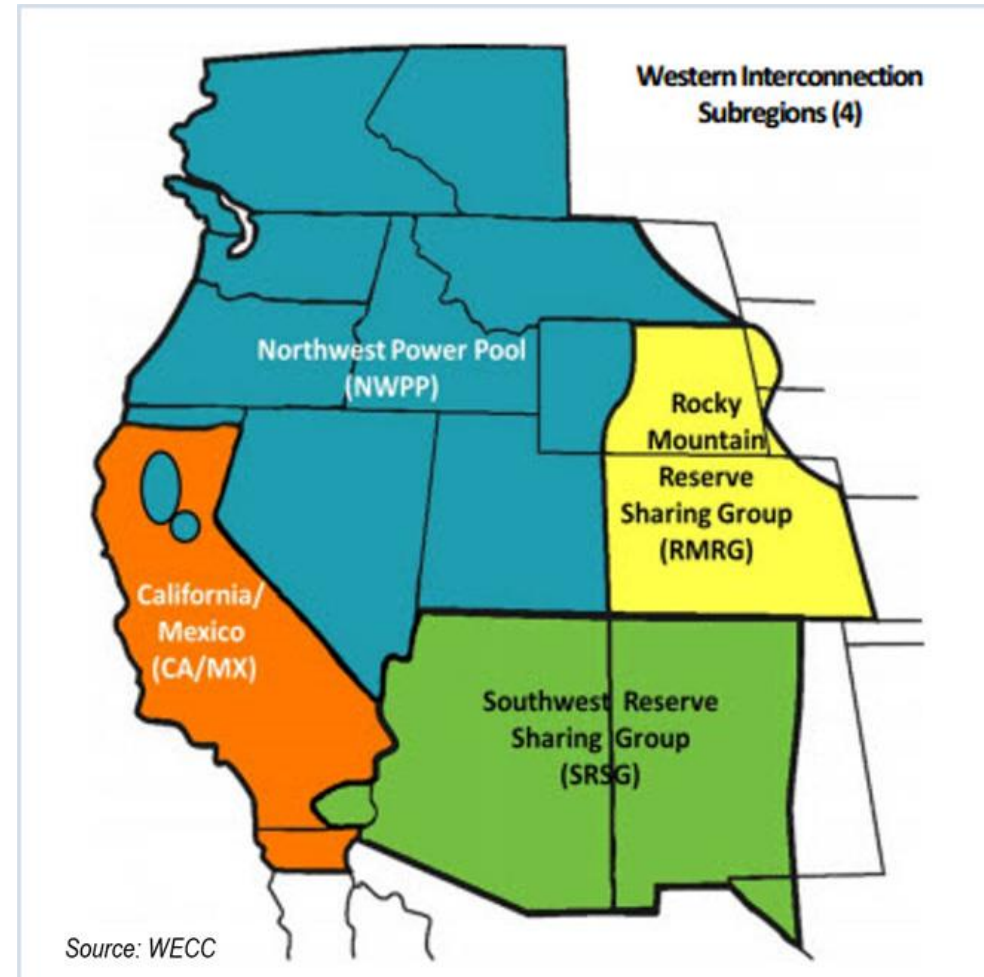 Western Interconnection
Subregions (4)
Northwest Power Pool
(NWPP)
Rocky
Mountain
Reserve
Sharing Group
(RMRG)
California/
Mexico
(CA/MX)
Southwest Reserve
Sharing Group
(SRSG)
Source: WECC